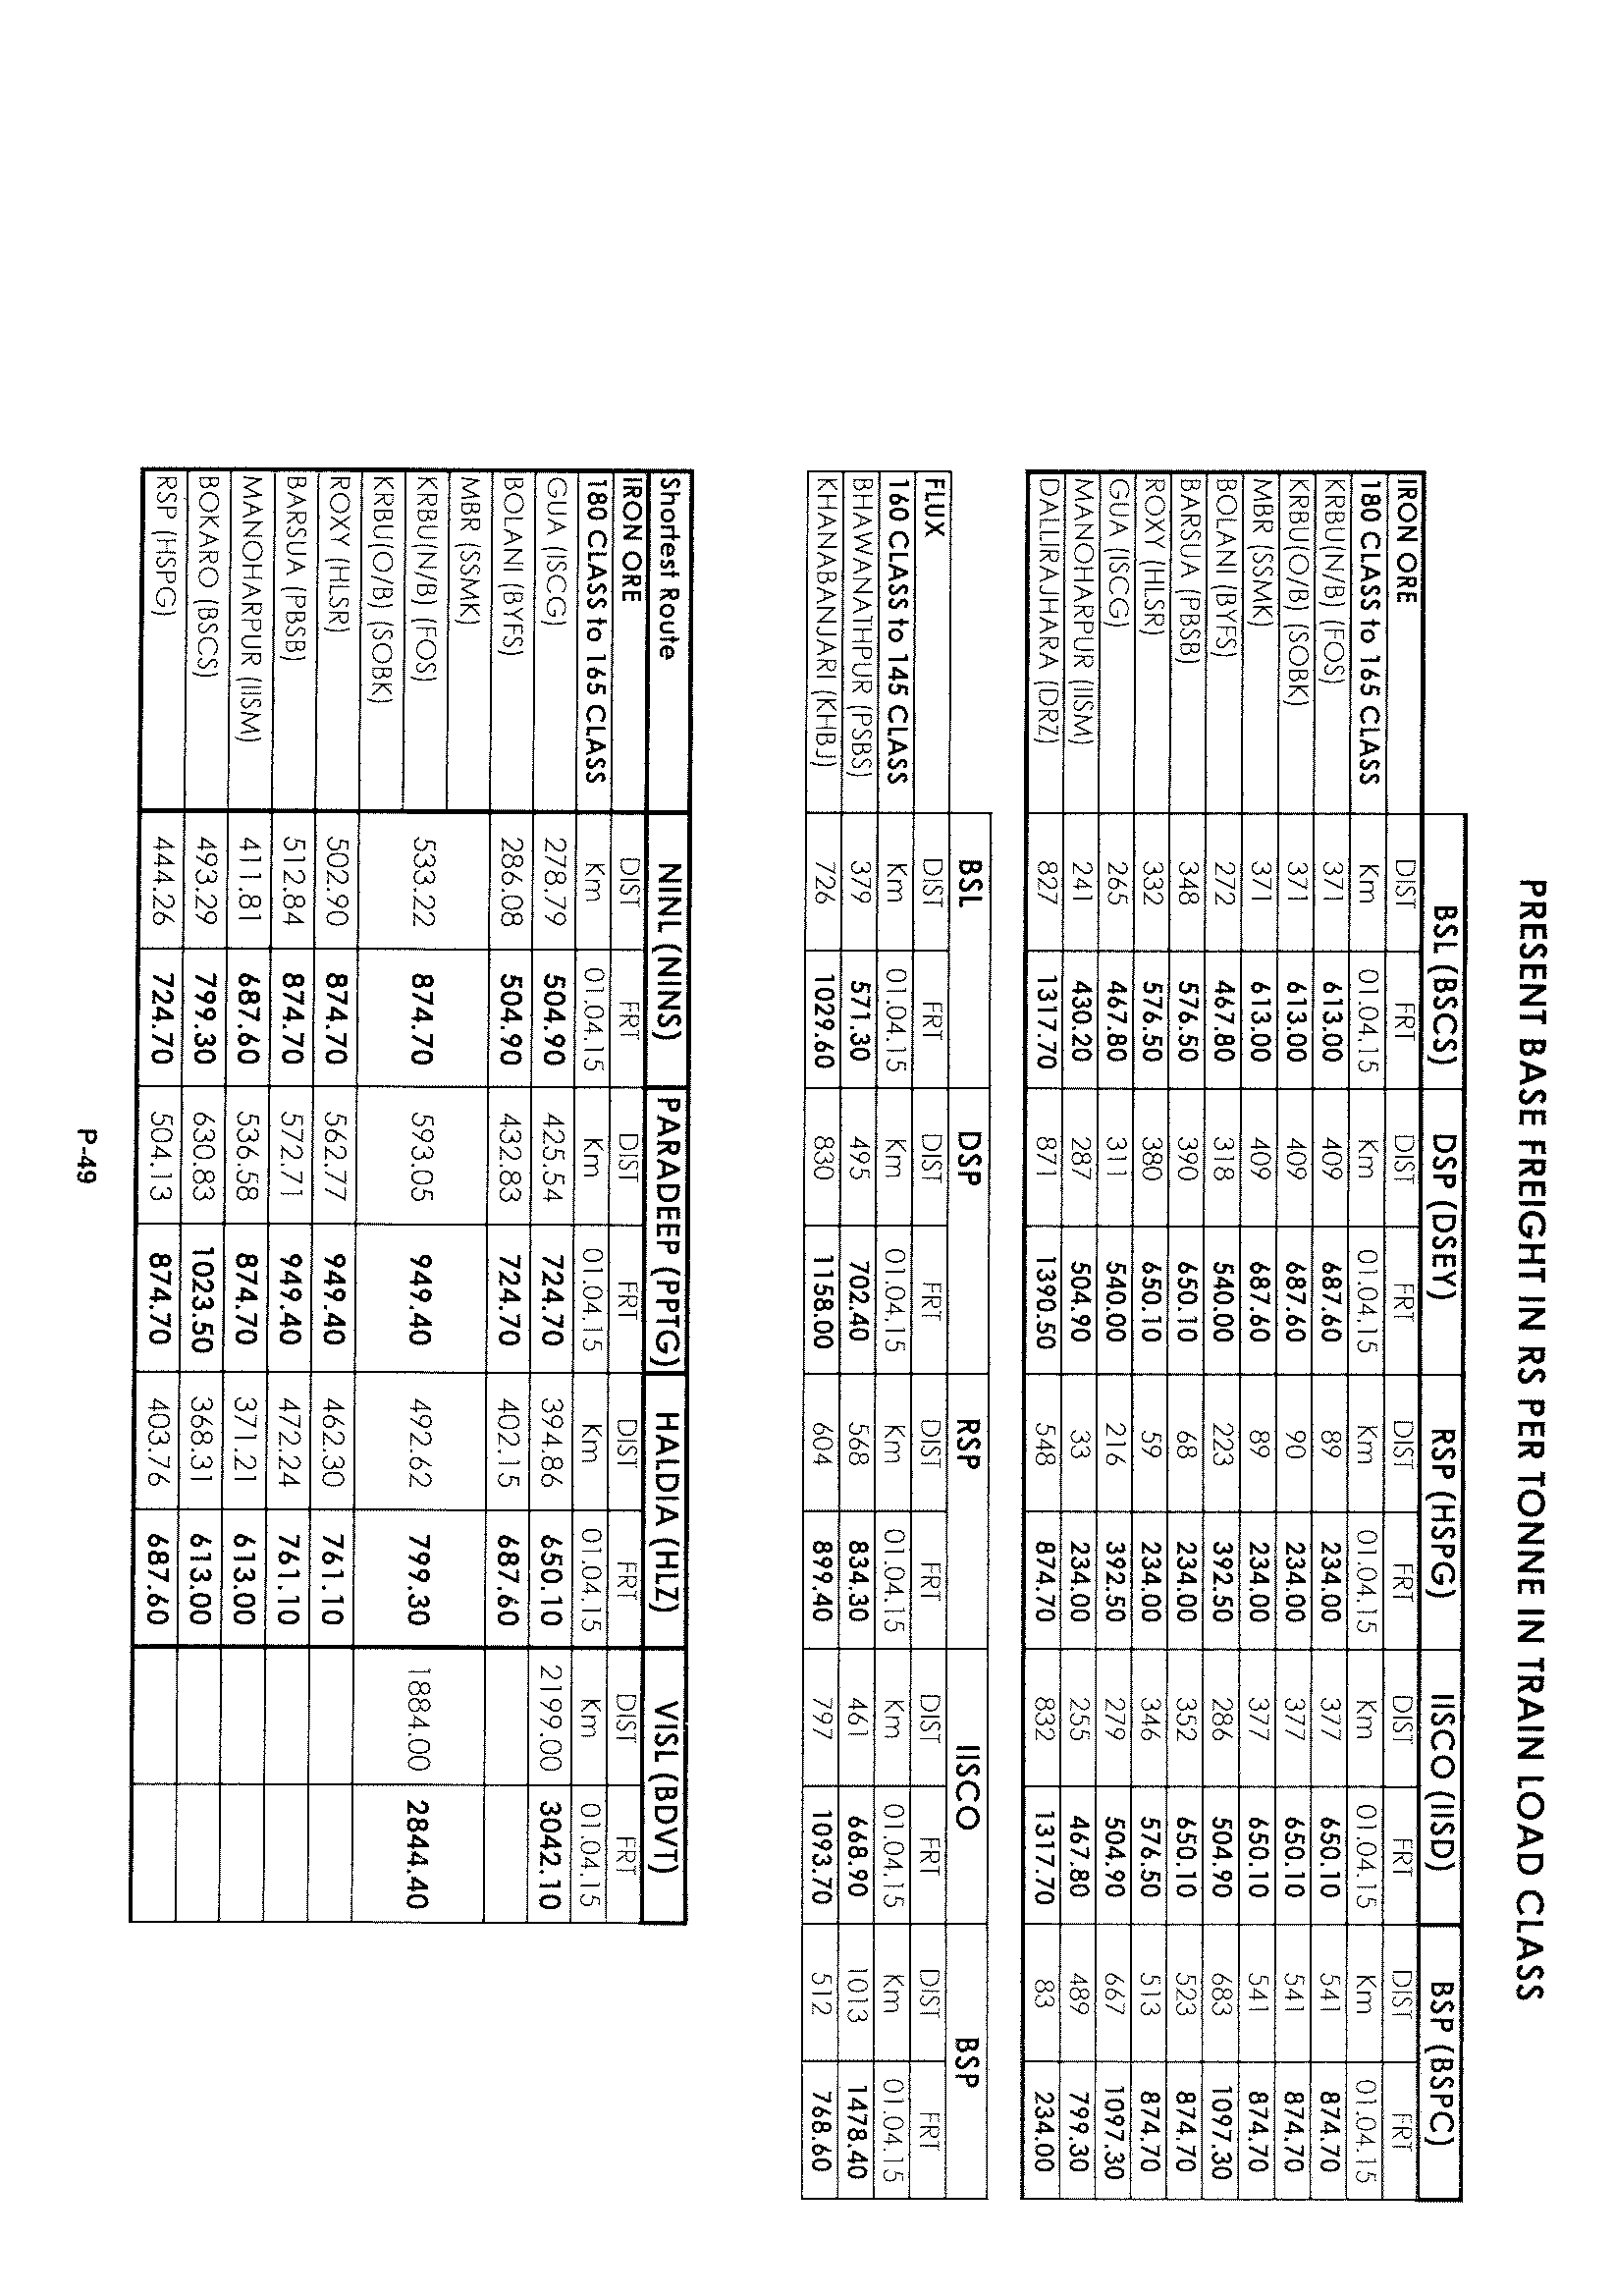 PRESENT BASE FREIGHT IN RS PER TONNE IN TRAIN LOAD CLASS
BSL (BSCS) DSP (DSEY) RSP (HSPG) IISCO (IISD) BSP (BSPC)
IRON ORE DIST FRT DIST FRT DIST FRT DIST FRT DIST FRT
180 CLASS to 165 CLASS Km 01.04.15 Km 01.04.15 Km 01.04.15 Km 01.04.15 Km 01.04.15
KRBU(N/B) (FOS) 371 613.00 409 687.60 89 234.00 377 650.10 541 874.70
KRBU(O/B) (SOBK) 371 613.00 409 687.60 90 234.00 377 650.10 541 874.70
MBR (SSMK) 371 613.00 409 687.60 89 234.00 377 650.10 541 874.70
BOLANI (BYFS) 272 467.80 318 540.00 223 392.50 286 504.90 683 1097.30
BARSUA (PBSB) 348 576.50 390 650.10 68 234.00 352 650.10 523 874.70
ROXY (HLSR) 332 576.50 380 650.10 59 234.00 346 576.50 513 874.70
GUA (ISCG) 265 467.80 311 540.00 216 392.50 279 504.90 667 1097.30
MANOHARPUR (IISM) 241 430.20 287 504.90 33 234.00 255 467.80 489 799.30
DALLIRAJHARA (DRZ) 827 1317.70 871 1390.50 548 874.70 832 1317.70 83 234.00
BSL DSP RSP IISCO BSP
FLUX DIST FRT DIST FRT DIST FRT DIST FRT DIST FRT
160 CLASS to 145 CLASS Km 01.04.15 Km 01.04.15 Km 01.04.15 Km 01.04.15 Km 01.04.15
BHAWANATHPUR (PSBS) 379 571.30 495 702.40 568 834.30 461 668.90 1013 1478.40
KHANABANJARI (KHBJ) 726 1029.60 830 1158.00 604 899.40 797 1093.70 512 768.60
Shortest Route NINL (NINS) PARADEEP (PPTG) HALDIA (HLZ) VISL (BDVT)
IRON ORE DIST FRT DIST FRT DIST FRT DIST FRT
180 CLASS to 165 CLASS Km 01.04.15 Km 01.04.15 Km 01.04.15 Km 01.04.15
GUA (ISCG) 278.79 504.90 425.54 724.70 394.86 650.10 2199.00 3042.10
BOLANI (BYFS) 286.08 504.90 432.83 724.70 402.15 687.60
MBR (SSMK)
KRBU(N/B) (FOS) 533.22 874.70 593.05 949.40 492.62 799.30 1884.00 2844.40
KRBU(O/B) (SOBK)
ROXY (HLSR) 502.90 874.70 562.77 949.40 462.30 761.10
BARSUA (PBSB) 512.84 874.70 572.71 949.40 472.24 761.10
MANOHARPUR (IISM) 411.81 687.60 536.58 874.70 371.21 613.00
BOKARO (BSCS) 493.29 799.30 630.83 1023.50 368.31 613.00
RSP (HSPG) 444.26 724.70 504.13 874.70 403.76 687.60
P-49